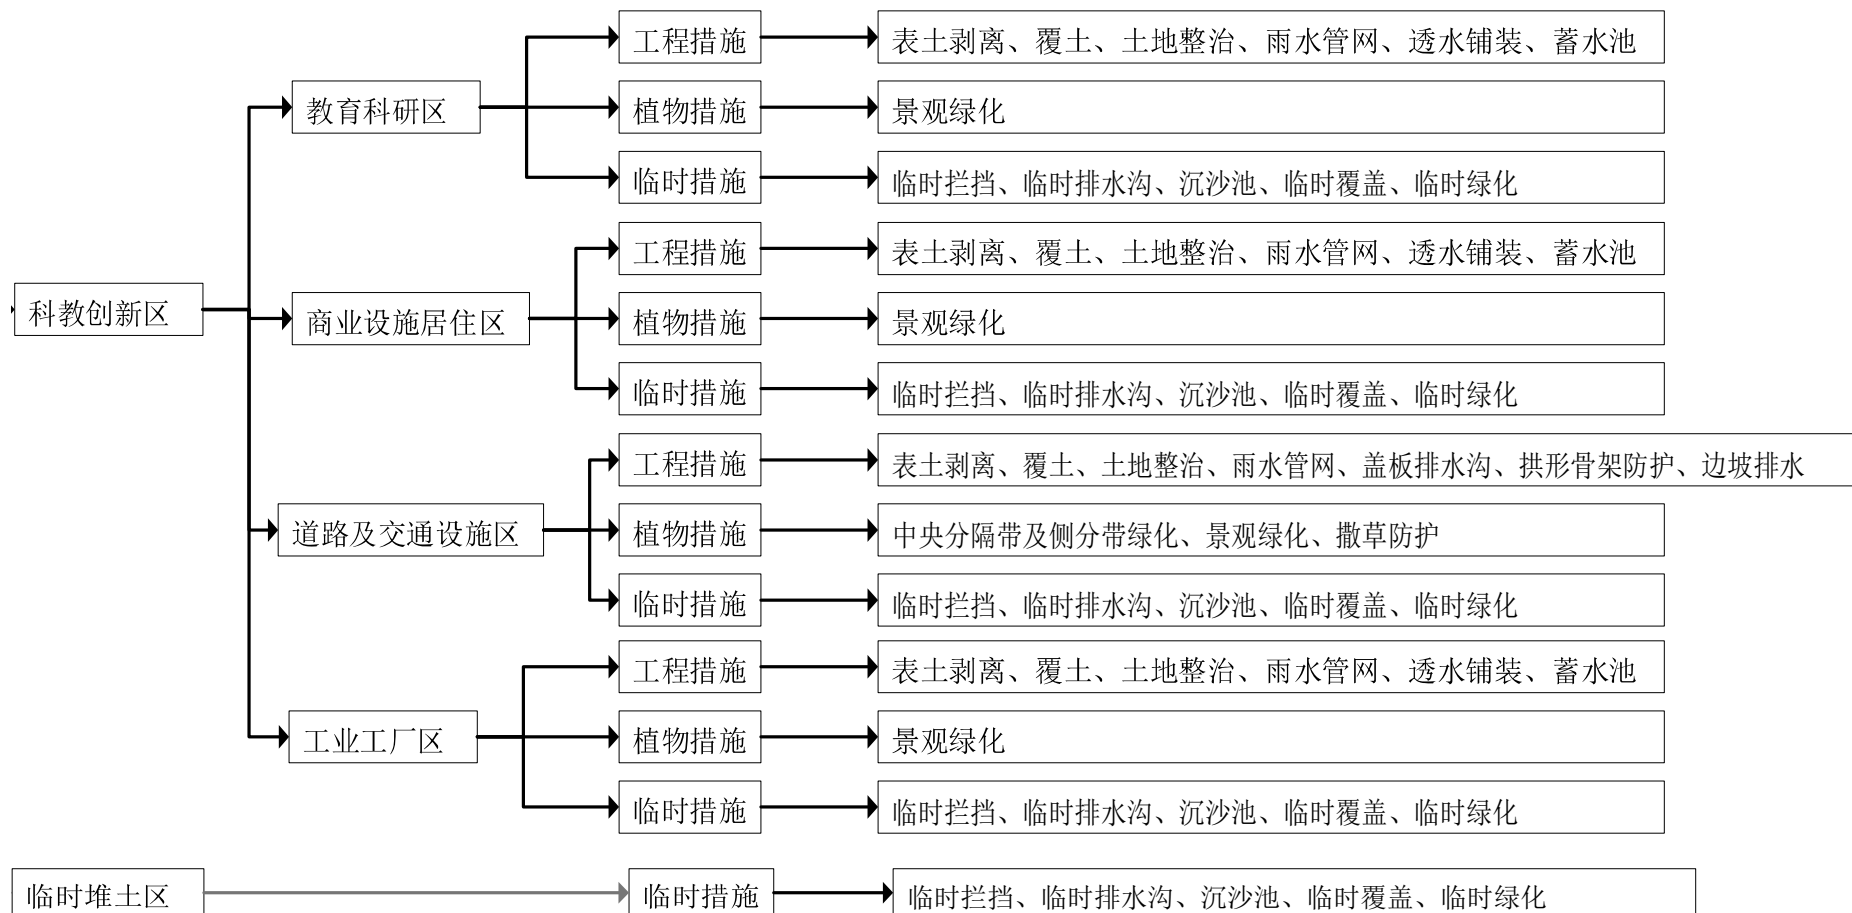 科教创新区
教育科研区
工程措施
表土剥离、覆土、土地整治、雨水管网、透水铺装、蓄水池
植物措施
景观绿化
临时措施
临时拦挡、临时排水沟、沉沙池、临时覆盖、临时绿化
商业设施居住区
工程措施
表土剥离、覆土、土地整治、雨水管网、透水铺装、蓄水池
植物措施
景观绿化
临时措施
临时拦挡、临时排水沟、沉沙池、临时覆盖、临时绿化
道路及交通设施区
工程措施
表土剥离、覆土、土地整治、雨水管网、盖板排水沟、拱形骨架防护、边坡排水
植物措施
中央分隔带及侧分带绿化、景观绿化、撒草防护
临时措施
临时拦挡、临时排水沟、沉沙池、临时覆盖、临时绿化
工业工厂区
工程措施
表土剥离、覆土、土地整治、雨水管网、透水铺装、蓄水池
植物措施
景观绿化
临时措施
临时拦挡、临时排水沟、沉沙池、临时覆盖、临时绿化
临时堆土区
临时措施
临时拦挡、临时排水沟、沉沙池、临时覆盖、临时绿化